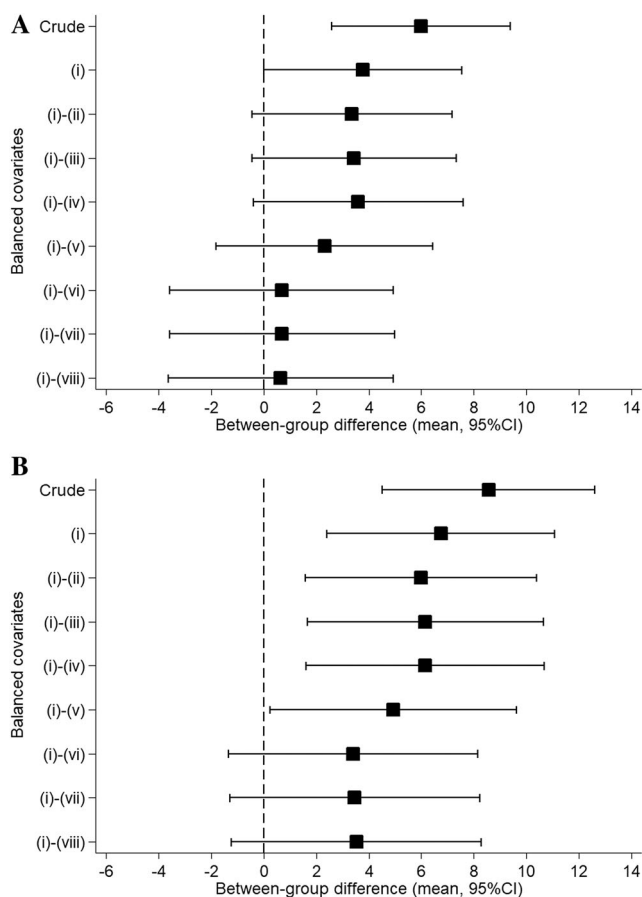 A
Balanced covariates
Crude
(i)
(i)-(ii)
(i)-(iii)
(i)-(iv)
(i)-(v)
(i)-(vi)
(i)-(vii)
(i)-(viii)
-6 -4 -2 0 2 4 6 8 10 12 14
Between-group difference (mean, 95%CI)
B
Balanced covariates
Crude
(i)
(i)-(ii)
(i)-(iii)
(i)-(iv)
(i)-(v)
(i)-(vi)
(i)-(vii)
(i)-(viii)
-6 -4 -2 0 2 4 6 8 10 12 14
Between-group difference (mean, 95%CI)